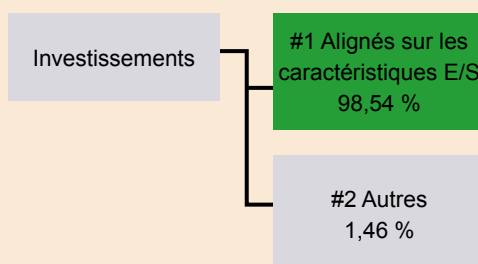 Investissements
#1 Alignés sur les
caractéristiques E/S
98,54 %
#2 Autres
1,46 %